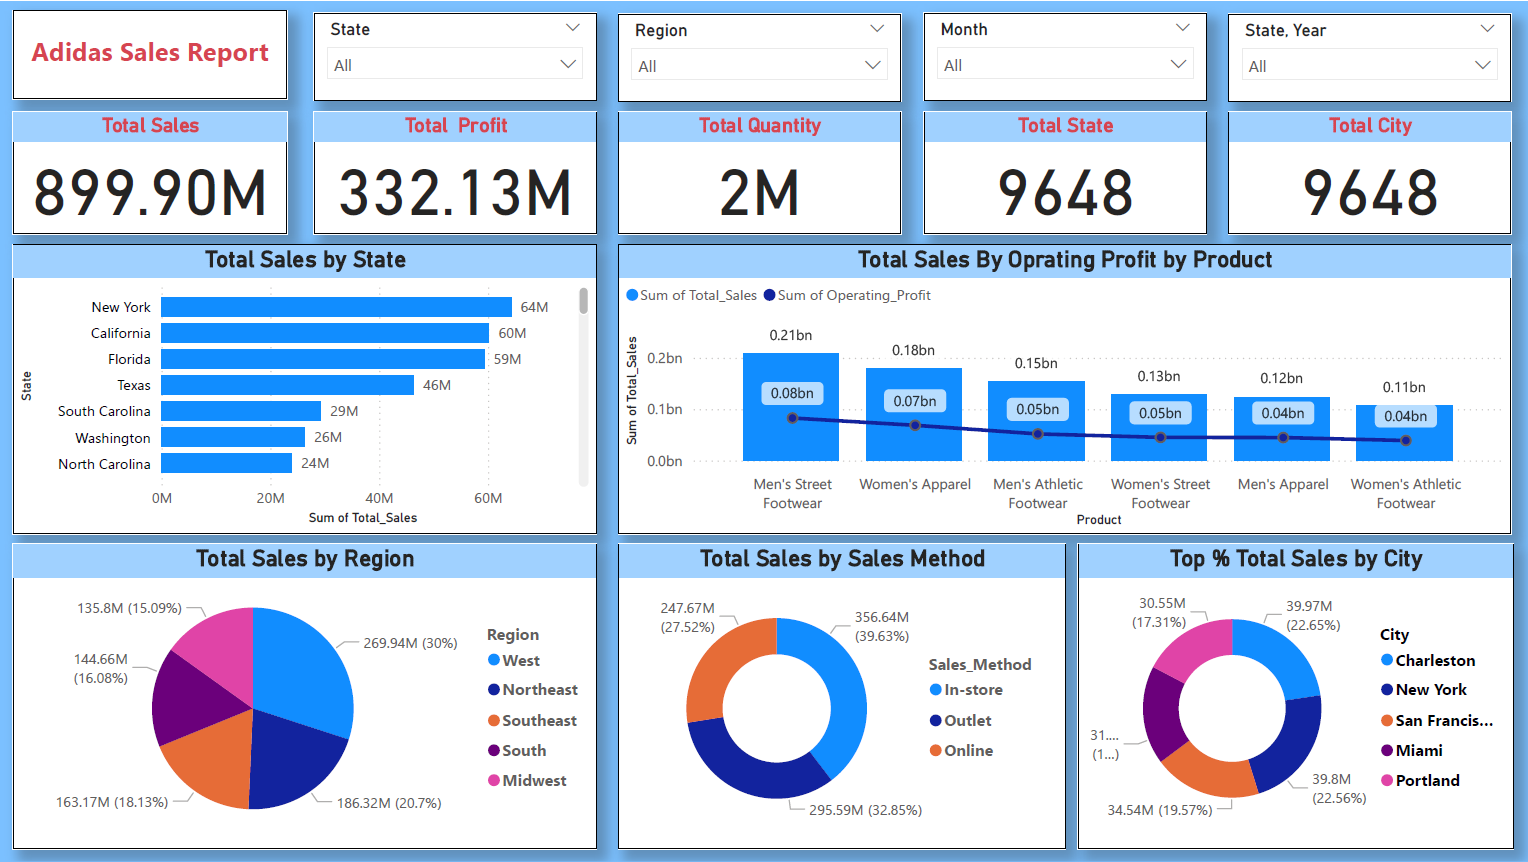 Adidas Sales Report
State
All
Region
All
Month
All
State, Year
All
Total Sales
899.90M
Total  Profit
332.13M
Total Quantity
2M
Total State
9648
Total City
9648
Total Sales by State
State
New York
64M
California
60M
Florida
59M
Texas
46M
South Carolina
29M
Washington
26M
North Carolina
24M
0M
20M
40M
60M
Sum of Total_Sales
Total Sales By Oprating Profit by Product
Sum of Total_Sales
Sum of Operating_Profit
Sum of Total_Sales
0.2bn
0.1bn
0.0bn
0.21bn
0.18bn
0.15bn
0.13bn
0.12bn
0.11bn
0.08bn
0.07bn
0.05bn
0.05bn
0.04bn
0.04bn
Men's Street
Footwear
Women's Apparel
Men's Athletic
Footwear
Women's Street
Footwear
Men's Apparel
Women's Athletic
Footwear
Product
Total Sales by Region
135.8M (15.09%)
269.94M (30%)
144.66M
(16.08%)
163.17M (18.13%)
186.32M (20.7%)
Region
West
Northeast
Southeast
South
Midwest
Total Sales by Sales Method
247.67M
(27.52%)
356.64M
(39.63%)
295.59M (32.85%)
Sales_Method
In-store
Outlet
Online
Top % Total Sales by City
30.55M
(17.31%)
39.97M
(22.65%)
31....
(1...)
34.54M (19.57%)
39.8M
(22.56%)
City
Charleston
New York
San Francis...
Miami
Portland